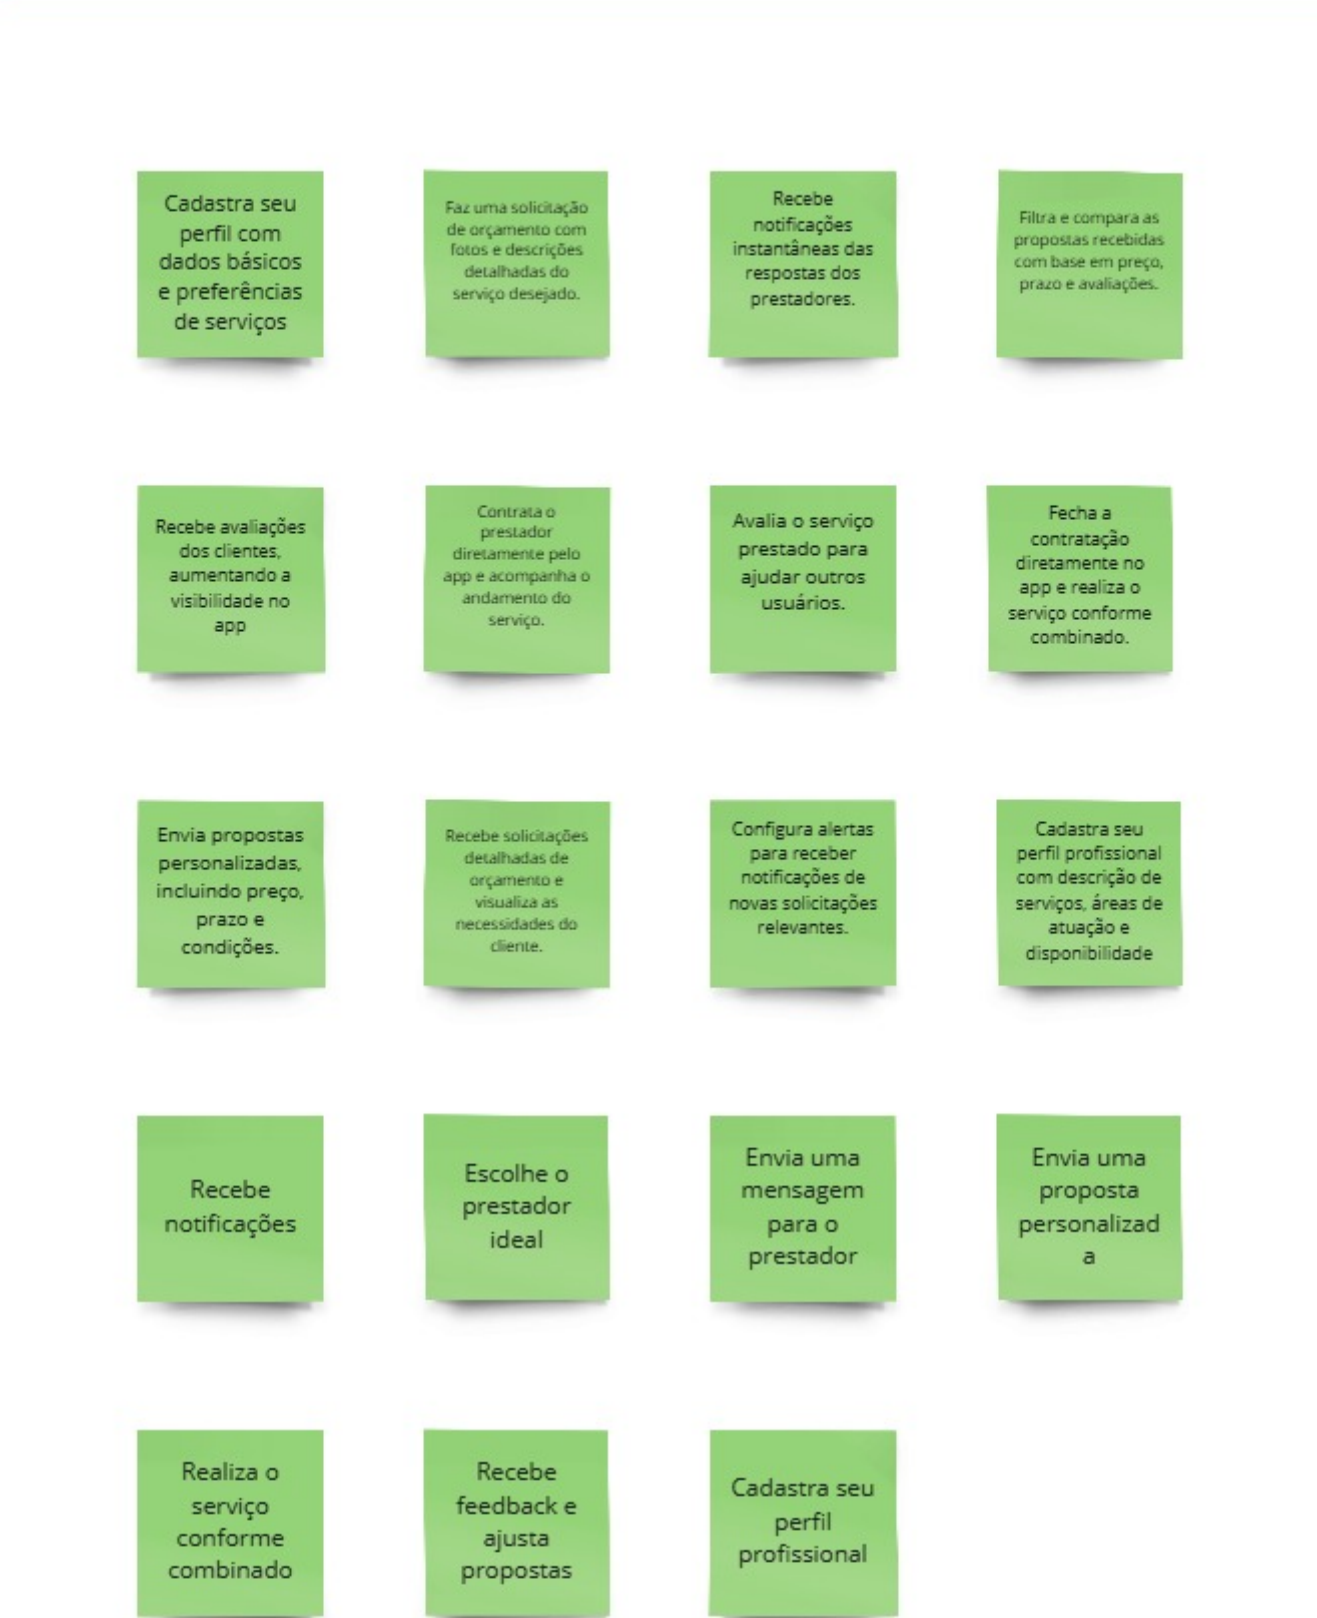 Cadastra seu
perfil com
dados básicos
e preferências
de serviços
Faz uma solicitação
de orçamento com
fotos e descrições
detalhadas do
serviço desejado.
Recebe
notificações
instantâneas das
respostas dos
prestadores.
Filtra e compara as
propostas recebidas
com base em preço,
prazo e avaliações.
Recebe avaliações
dos clientes,
aumentando a
visibilidade no
app
Contrata o
prestador
diretamente pelo
app e acompanha o
andamento do
serviço.
Avalia o serviço
prestado para
ajudar outros
usuários.
Fecha a
contratação
diretamente no
app e realiza o
serviço conforme
combinado.
Envia propostas
personalizadas,
incluindo preço,
prazo e
condições.
Recebe solicitações
detalhadas de
orçamento e
visualiza as
necessidades do
cliente.
Configura alertas
para receber
notificações de
novas solicitações
relevantes.
Cadastra seu
perfil profissional
com descrição de
serviços, áreas de
atuação e
disponibilidade
Recebe
notificações
Escolhe o
prestador
ideal
Envia uma
mensagem
para o
prestador
Envia uma
proposta
personalizad
a
Realiza o
serviço
conforme
combinado
Recebe
feedback e
ajusta
propostas
Cadastra seu
perfil
profissional